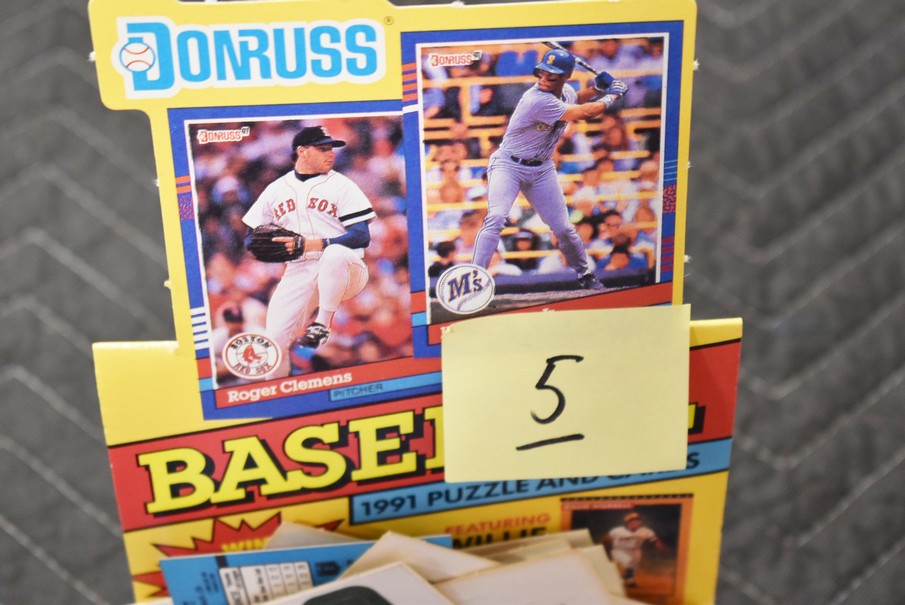 DONRUSS®
DONRUSS '91
DONRUSS '91
RED SOX
M's
BOSTON
RED SOX
Roger Clemens
PITCHER
5
1991 PUZZLE AND CARDS
FEATURING